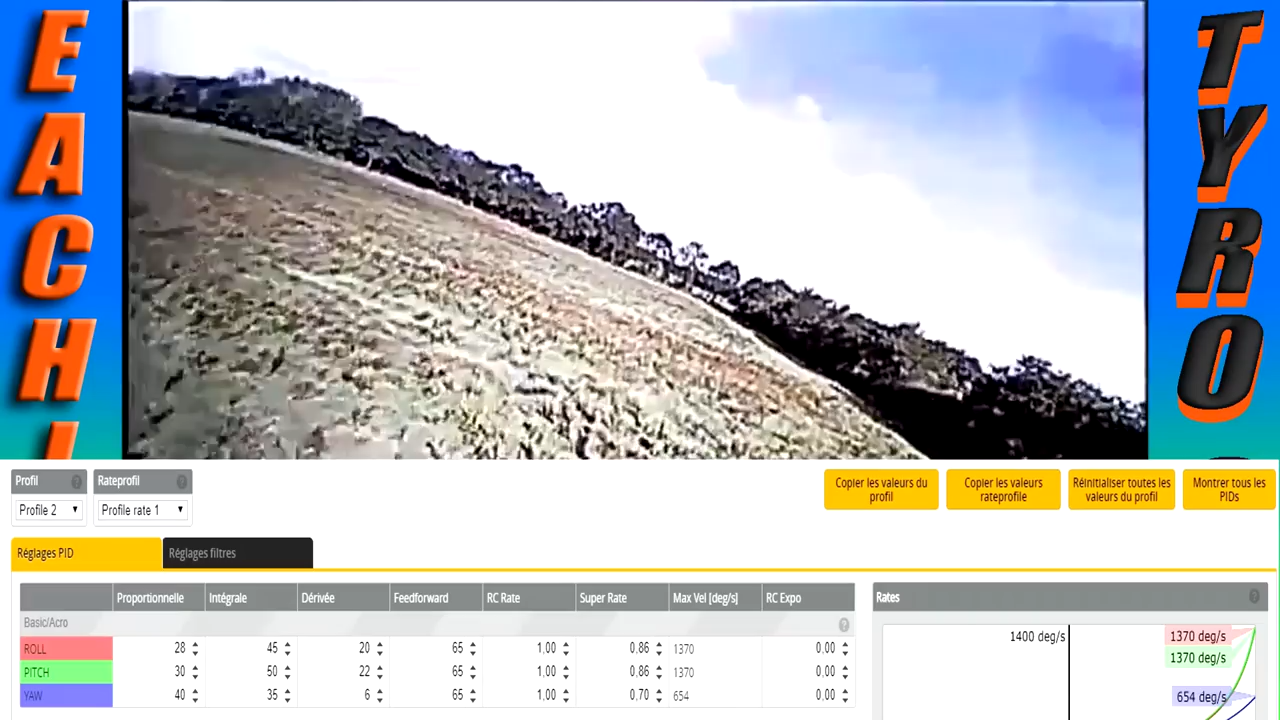 EACHI
TYRO
Profil
Rateprofil
Profile 2
Profile rate 1
Copier les valeurs du profil
Copier les valeurs rateprofile
Réinitialiser toutes les valeurs du profil
Montrer tous les PIDs
Réglages PID
Réglages filtres
Proportionnelle Intégrale Dérivée Feedforward RC Rate Super Rate Max Vel [deg/s] RC Expo
Basic/Acro
ROLL 28 45 20 65 1,00 0,86 1370 0,00
PITCH 30 50 22 65 1,00 0,86 1370 0,00
YAW 40 35 6 65 1,00 0,70 654 0,00
Rates
1400 deg/s
1370 deg/s
1370 deg/s
654 deg/s